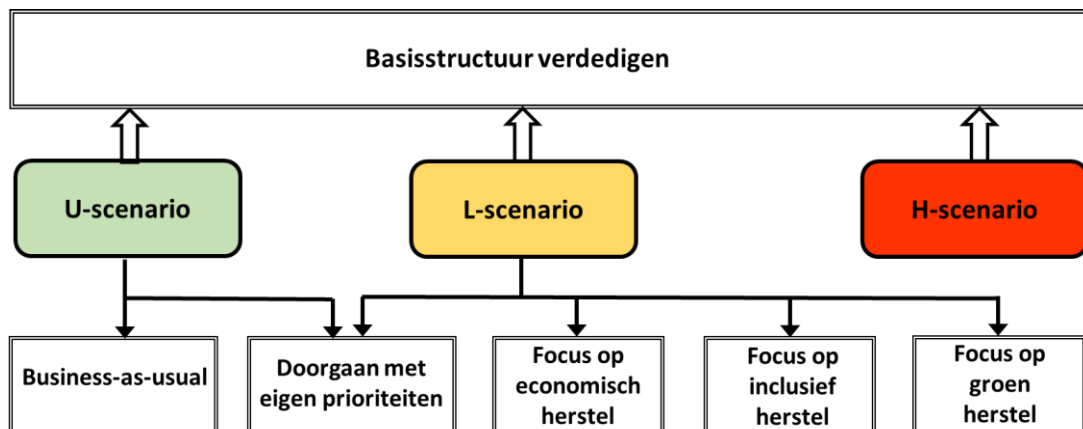 Basisstructuur verdedigen
U-scenario
L-scenario
H-scenario
Business-as-usual
Doorgaan met
eigen prioriteiten
Focus op
economisch
herstel
Focus op
inclusief
herstel
Focus op
groen
herstel